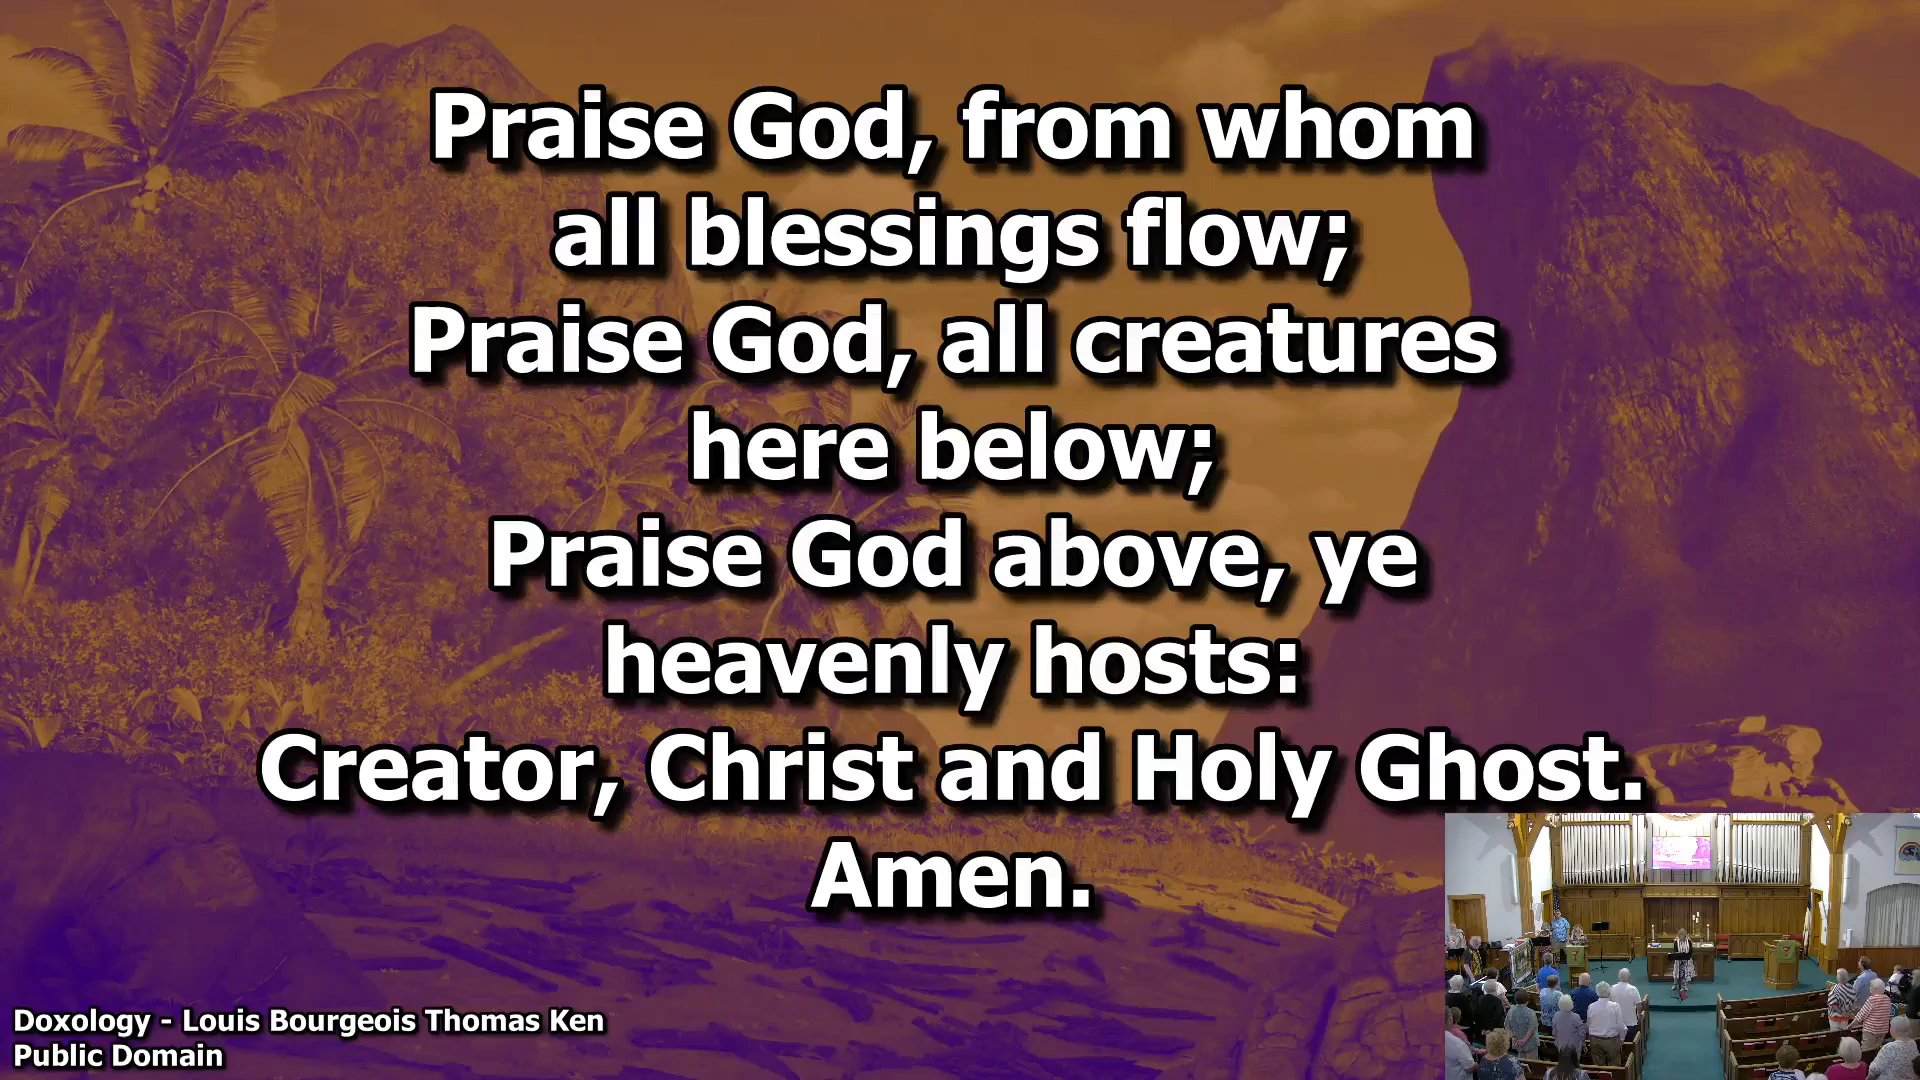 Praise God, from whom
all blessings flow;
Praise God, all creatures
here below;
Praise God above, ye
heavenly hosts:
Creator, Christ and Holy Ghost.
Amen.
Doxology - Louis Bourgeois Thomas Ken
Public Domain